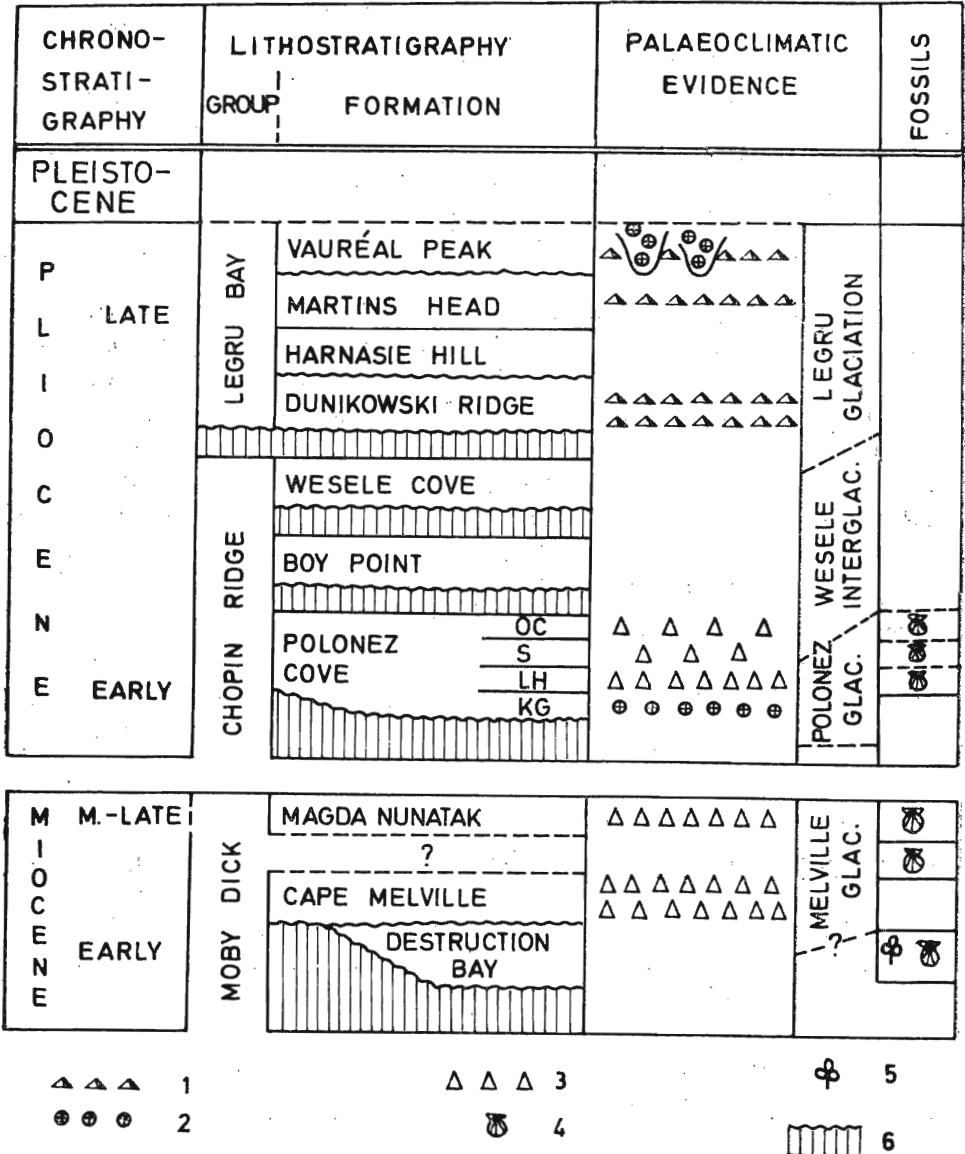 CHRONO-
STRATI-
GRAPHY
LITHOSTRATIGRAPHY
GROUP
FORMATION
PALAEOCLIMATIC
EVIDENCE
FOSSILS
PLEISTO-
CENE
PLIOCENE
LATE
EARLY
LEGRU BAY
VAURÉAL PEAK
MARTINS HEAD
HARNASIE HILL
DUNIKOWSKI RIDGE
LEGRU
GLACIATION
CHOPIN RIDGE
WESELE COVE
BOY POINT
POLONEZ
COVE
OC
S
LH
KG
WESELE
INTERGLAC.
POLONEZ
GLAC.
MIOCENE
M.-LATE
EARLY
MOBY DICK
MAGDA NUNATAK
?
CAPE MELVILLE
DESTRUCTION
BAY
MELVILLE
GLAC.
?
1
2
3
4
5
6